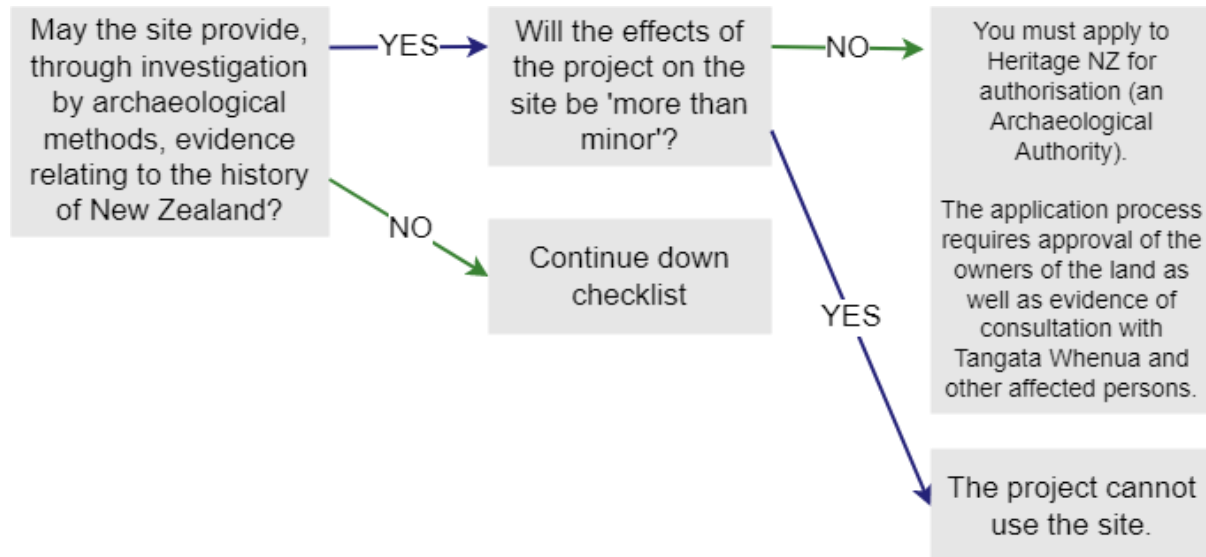 May the site provide,
through investigation
by archaeological
methods, evidence
relating to the history
of New Zealand?
YES
Will the effects of
the project on the
site be 'more than
minor'?
NO
You must apply to
Heritage NZ for
authorisation (an
Archaeological
Authority).
The application process
requires approval of the
owners of the land as
well as evidence of
consultation with
Tangata Whenua and
other affected persons.
NO
Continue down
checklist
YES
The project cannot
use the site.